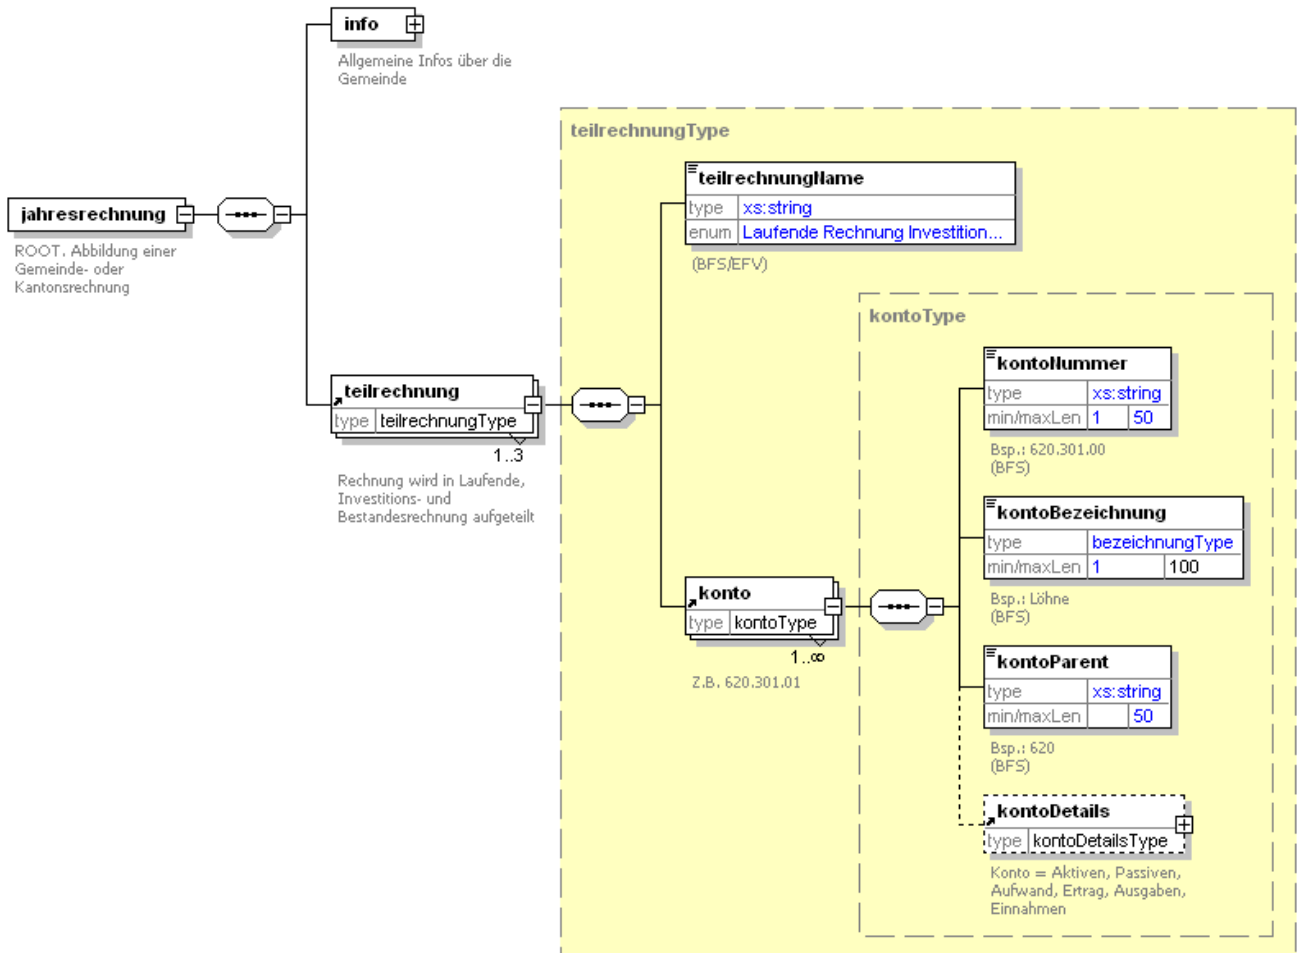 info
Allgemeine Infos über die
Gemeinde
jahresrechnung
ROOT. Abbildung einer
Gemeinde- oder
Kantonsrechnung
teilrechnung
type teilrechnungType
1..3
Rechnung wird in Laufende,
Investitions- und
Bestandesrechnung aufgeteilt
teilrechnungType
teilrechnungName
type xs:string
enum Laufende Rechnung Investition...
(BFS/EFV)
konto
type kontoType
1..∞
Z.B. 620.301.01
kontoType
kontoNummer
type xs:string
min/maxLen 1 50
Bsp.: 620.301.00
(BFS)
kontoBezeichnung
type bezeichnungType
min/maxLen 1 100
Bsp.: Löhne
(BFS)
kontoParent
type xs:string
min/maxLen 50
Bsp.: 620
(BFS)
kontoDetails
type kontoDetailsType
Konto = Aktiven, Passiven,
Aufwand, Ertrag, Ausgaben,
Einnahmen